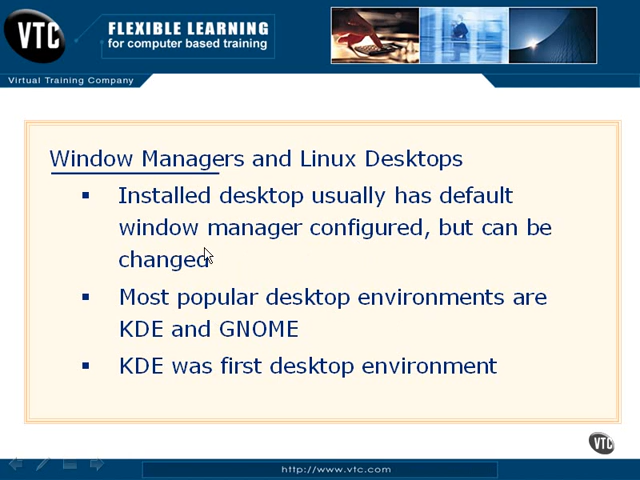 VTC
FLEXIBLE LEARNING
for computer based training
Virtual Training Company
Window Managers and Linux Desktops
Installed desktop usually has default
window manager configured, but can be
changed
Most popular desktop environments are
KDE and GNOME
KDE was first desktop environment
VTC
http://www.vtc.com